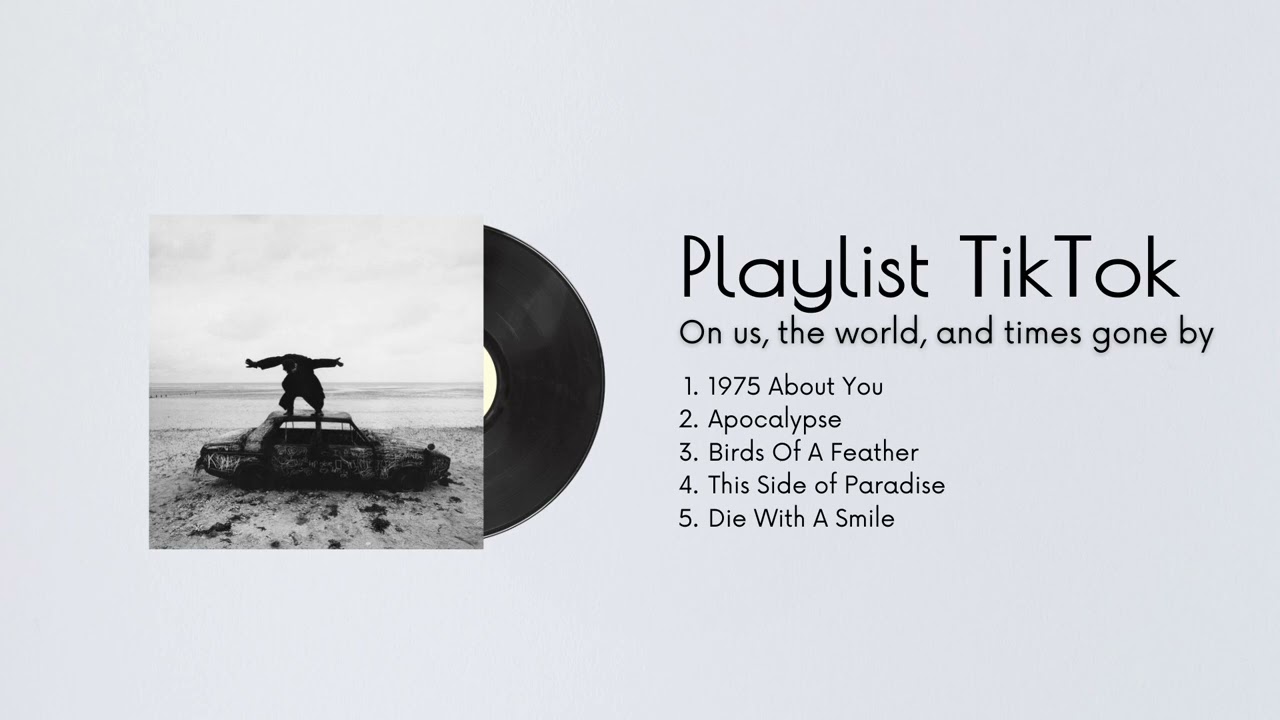 Playlist TikTok
On us, the world, and times gone by
1. 1975 About You
2. Apocalypse
3. Birds Of A Feather
4. This Side of Paradise
5. Die With A Smile